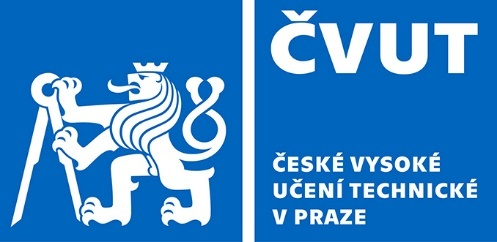 ČVUT
ČESKÉ VYSOKÉ
UČENÍ TECHNICKÉ
V PRAZE